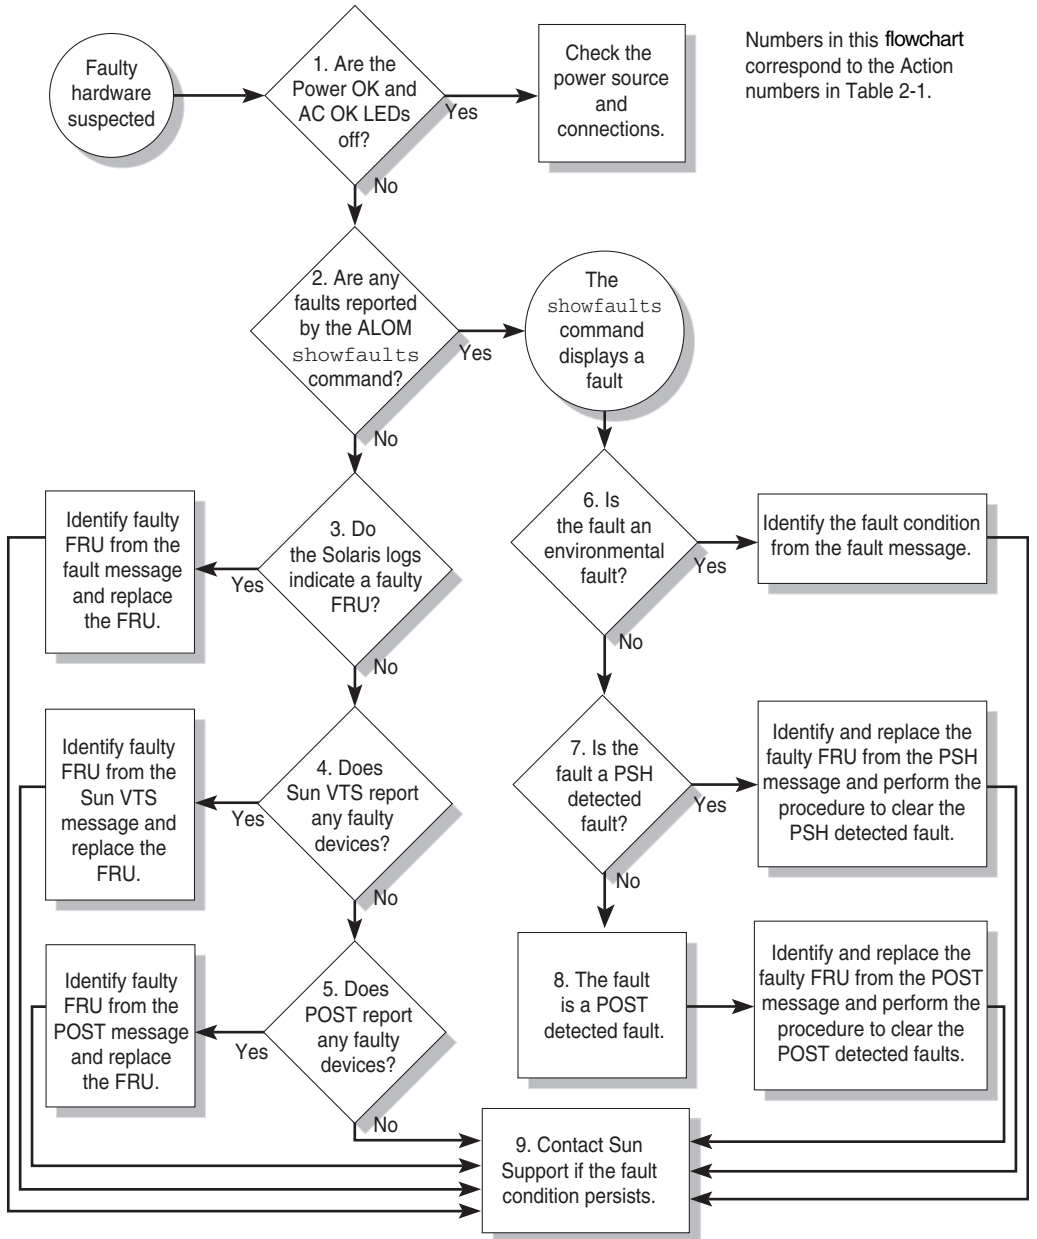 Faulty
hardware
suspected
1. Are the
Power OK and
AC OK LEDs
off?
Yes
No
Check the
power source
and
connections.
Numbers in this flowchart
correspond to the Action
numbers in Table 2-1.
2. Are any
faults reported
by the ALOM
showfaults
command?
Yes
No
The
showfaults
command
displays a
fault
3. Do
the Solaris logs
indicate a faulty
FRU?
Yes
No
Identify faulty
FRU from the
fault message
and replace
the FRU.
6. Is
the fault an
environmental
fault?
Yes
No
Identify the fault condition
from the fault message.
4. Does
Sun VTS report
any faulty
devices?
Yes
No
Identify faulty
FRU from the
Sun VTS
message and
replace the
FRU.
7. Is the
fault a PSH
detected
fault?
Yes
No
Identify and replace the
faulty FRU from the PSH
message and perform the
procedure to clear the
PSH detected fault.
5. Does
POST report
any faulty
devices?
Yes
No
Identify faulty
FRU from the
POST message
and replace
the FRU.
8. The fault
is a POST
detected fault.
Identify and replace the
faulty FRU from the POST
message and perform the
procedure to clear the
POST detected faults.
9. Contact Sun
Support if the fault
condition persists.